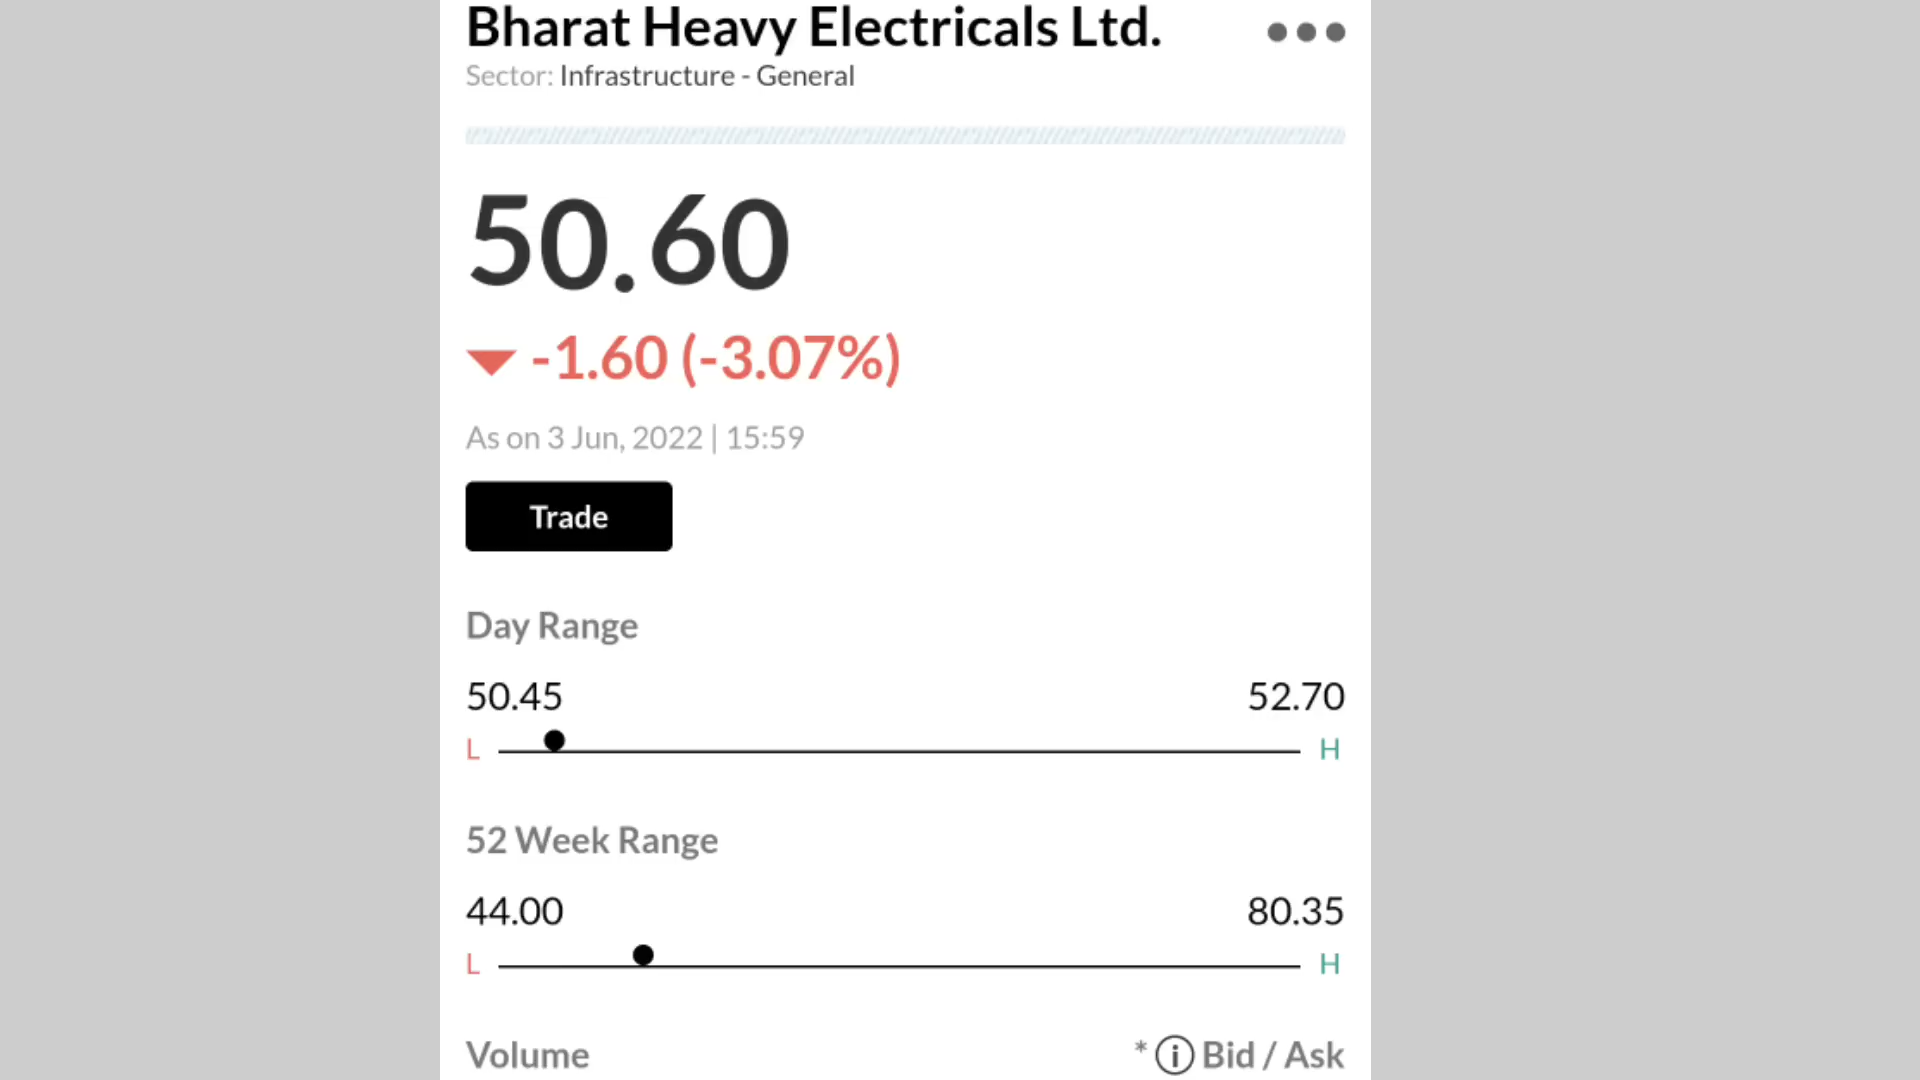 Bharat Heavy Electricals Ltd.
Sector: Infrastructure - General
50.60
-1.60 (-3.07%)
As on 3 Jun, 2022 | 15:59
Trade
Day Range
50.45 52.70
L H
52 Week Range
44.00 80.35
L H
Volume * i Bid / Ask